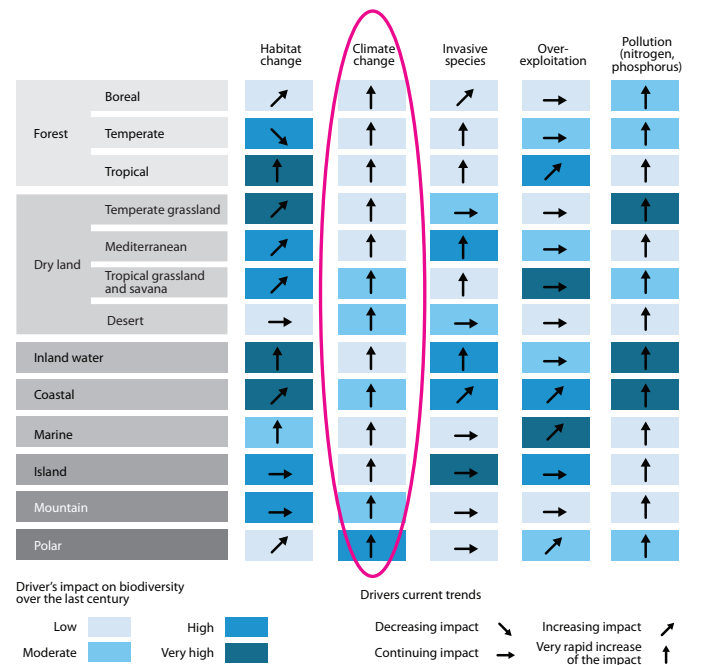 Habitat
change
Climate
change
Invasive
species
Over-
exploitation
Pollution
(nitrogen,
phosphorus)
Forest
Boreal
Temperate
Tropical
Dry land
Temperate grassland
Mediterranean
Tropical grassland
and savana
Desert
Inland water
Coastal
Marine
Island
Mountain
Polar
Driver's impact on biodiversity
over the last century
Low
High
Moderate
Very high
Drivers current trends
Decreasing impact
Increasing impact
Continuing impact
Very rapid increase
of the impact